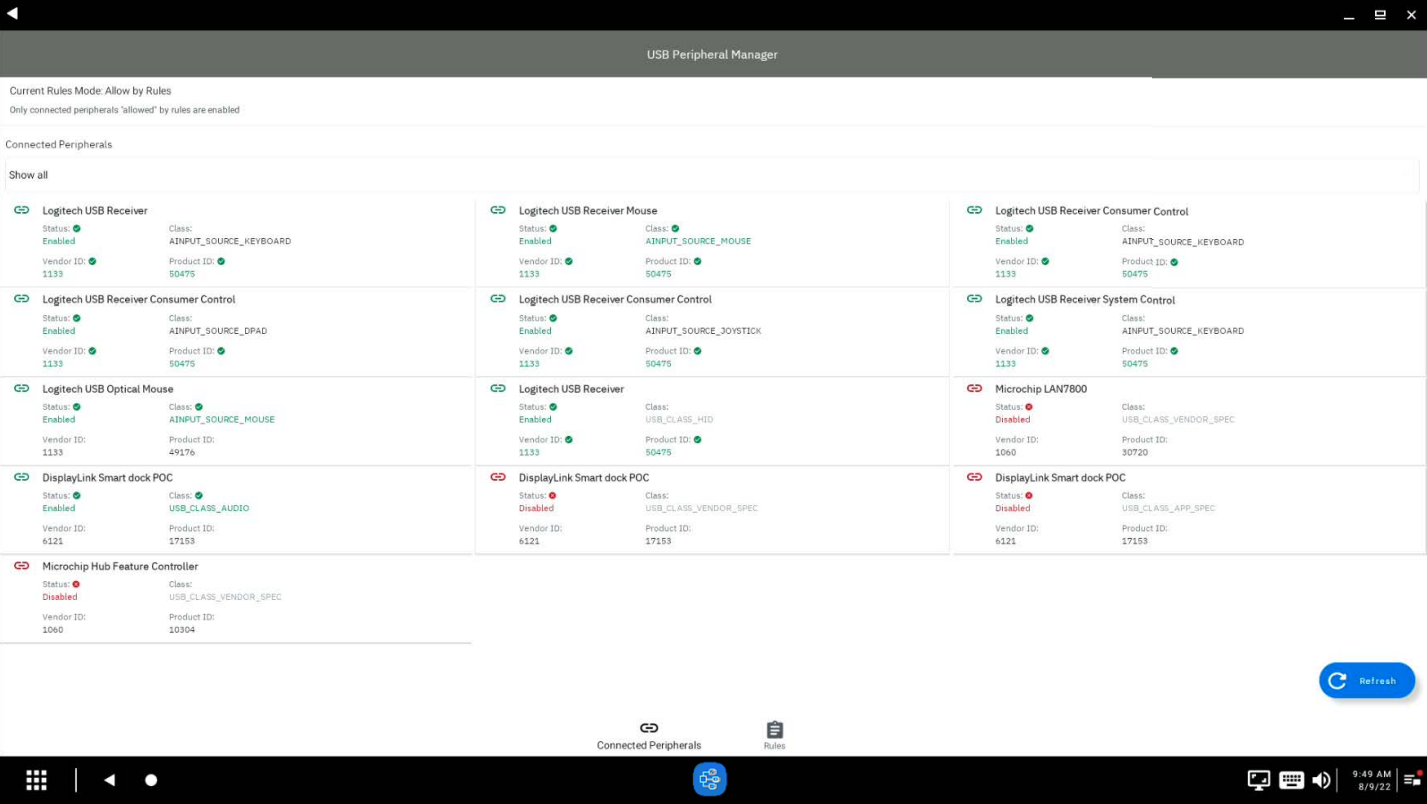 USB Peripheral Manager
Current Rules Mode: Allow by Rules
Only connected peripherals "allowed" by rules are enabled
Connected Peripherals
Show all
Logitech USB Receiver
Status:
Class:
Enabled
AINPUT_SOURCE_KEYBOARD
Vendor ID:
Product ID:
1133
50475
Logitech USB Receiver Mouse
Status:
Class:
Enabled
AINPUT_SOURCE_MOUSE
Vendor ID:
Product ID:
1133
50475
Logitech USB Receiver Consumer Control
Status:
Class:
Enabled
AINPUT_SOURCE_KEYBOARD
Vendor ID:
Product ID:
1133
50475
Logitech USB Receiver Consumer Control
Status:
Class:
Enabled
AINPUT_SOURCE_DPAD
Vendor ID:
Product ID:
1133
50475
Logitech USB Receiver Consumer Control
Status:
Class:
Enabled
AINPUT_SOURCE_JOYSTICK
Vendor ID:
Product ID:
1133
50475
Logitech USB Receiver System Control
Status:
Class:
Enabled
AINPUT_SOURCE_KEYBOARD
Vendor ID:
Product ID:
1133
50475
Logitech USB Optical Mouse
Status:
Class:
Enabled
AINPUT_SOURCE_MOUSE
Vendor ID:
Product ID:
1133
49176
Logitech USB Receiver
Status:
Class:
Enabled
USB_CLASS_HID
Vendor ID:
Product ID:
1133
50475
Microchip LAN7800
Status:
Class:
Disabled
USB_CLASS_VENDOR_SPEC
Vendor ID:
Product ID:
1060
30720
DisplayLink Smart dock POC
Status:
Class:
Enabled
USB_CLASS_AUDIO
Vendor ID:
Product ID:
6121
17153
DisplayLink Smart dock POC
Status:
Class:
Disabled
USB_CLASS_VENDOR_SPEC
Vendor ID:
Product ID:
6121
17153
DisplayLink Smart dock POC
Status:
Class:
Disabled
USB_CLASS_APP_SPEC
Vendor ID:
Product ID:
6121
17153
Microchip Hub Feature Controller
Status:
Class:
Disabled
USB_CLASS_VENDOR_SPEC
Vendor ID:
Product ID:
1060
10304
Refresh
Connected Peripherals
Rules
9:49 AM
8/9/22